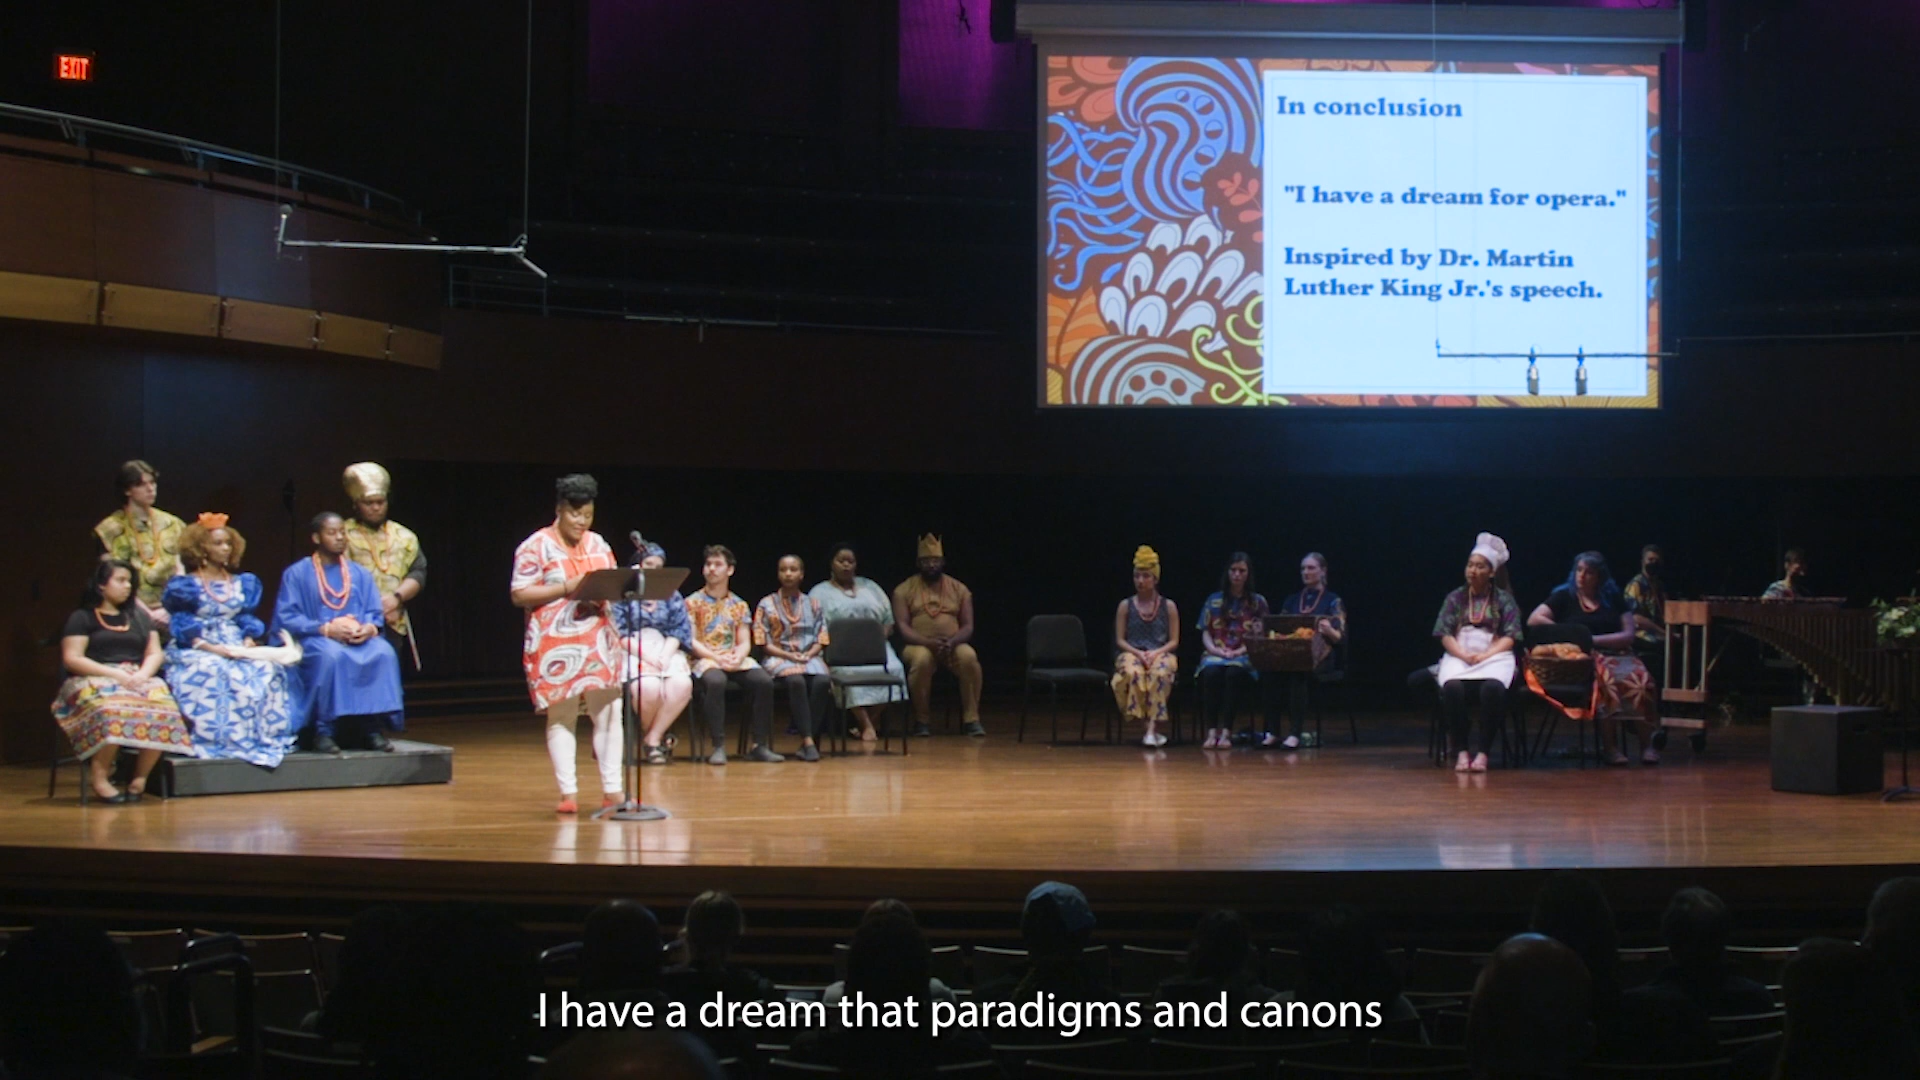 EXIT
In conclusion
"I have a dream for opera."
Inspired by Dr. Martin
Luther King Jr.'s speech.
I have a dream that paradigms and canons